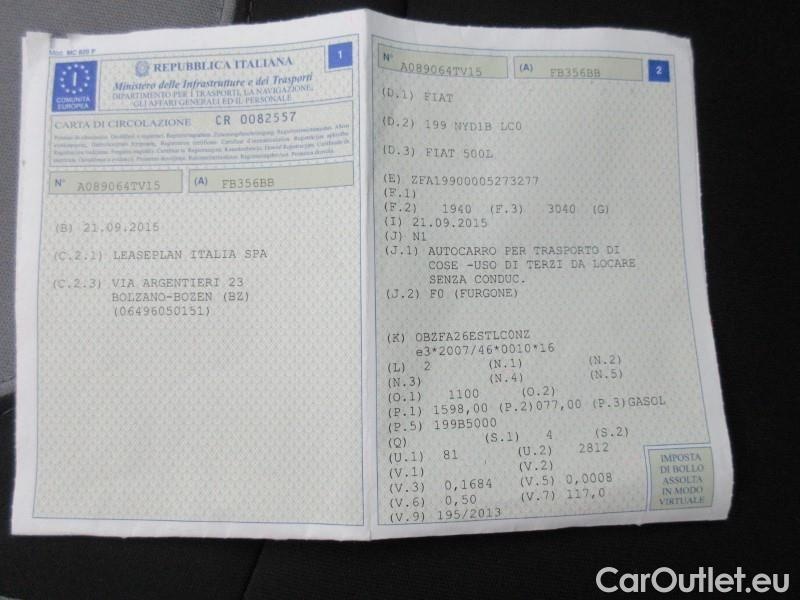 Mod. MC 820 F
REPUBBLICA ITALIANA
1
I
COMUNITÀ
EUROPEA
Ministero delle Infrastrutture e dei Trasporti
DIPARTIMENTO PER I TRASPORTI, LA NAVIGAZIONE,
GLI AFFARI GENERALI ED IL PERSONALE
CARTA DI CIRCOLAZIONE CR 0082557
N° A089064TV15 (A) FB356BB
(B) 21.09.2015
(C.2.1) LEASEPLAN ITALIA SPA
(C.2.3) VIA ARGENTIERI 23
BOLZANO-BOZEN (BZ)
(06496050151)
N° A089064TV15 (A) FB356BB 2
(D.1) FIAT
(D.2) 199 NYD1B LC0
(D.3) FIAT 500L
(E) ZFA19900005273277
(F.1)
(F.2) 1940 (F.3) 3040 (G)
(I) 21.09.2015
(J) N1
(J.1) AUTOCARRO PER TRASPORTO DI
COSE -USO DI TERZI DA LOCARE
SENZA CONDUC.
(J.2) F0 (FURGONE)
(K) OBZFA26ESTLC0NZ
e3*2007/46*0010*16
(L) 2 (N.1) (N.2)
(N.3) (N.4) (N.5)
(O.1) 1100 (O.2)
(P.1) 1598,00 (P.2)077,00 (P.3)GASOL
(P.5) 199B5000
(Q) (S.1) 4 (S.2)
(U.1) 81 (U.2) 2812
(V.1) (V.2)
(V.3) 0,1684 (V.5) 0,0008
(V.6) 0,50 (V.7) 117,0
(V.9) 195/2013
IMPOSTA
DI BOLLO
ASSOLTA
IN MODO
VIRTUALE
CarOutlet.eu